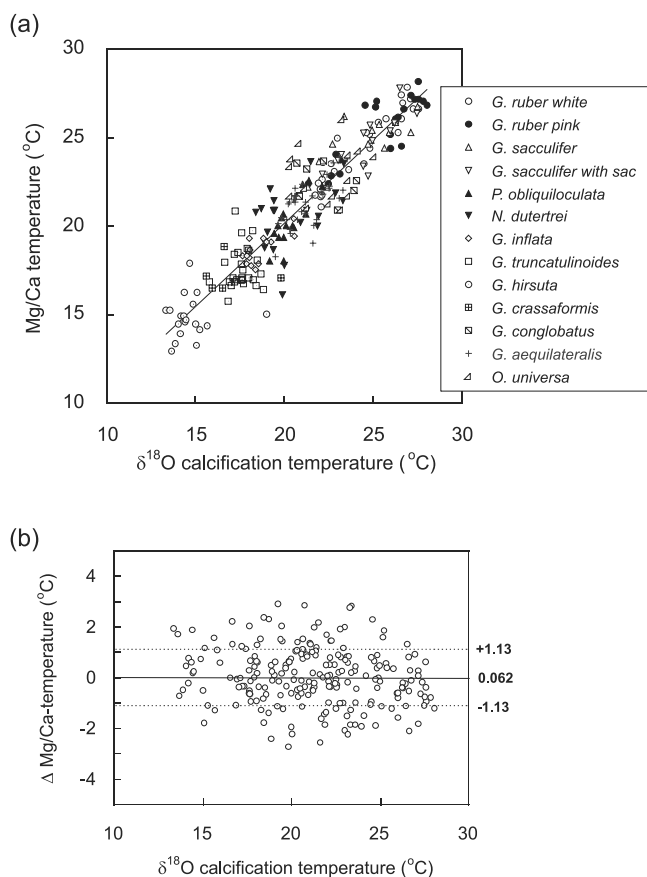 (a)
30
25
20
15
10
Mg/Ca temperature (°C)
10 15 20 25 30
δ18O calcification temperature (°C)
G. ruber white
G. ruber pink
G. sacculifer
G. sacculifer with sac
P. obliquiloculata
N. dutertrei
G. inflata
G. truncatulinoides
G. hirsuta
G. crassaformis
G. conglobatus
G. aequilateralis
O. universa
(b)
4
2
0
-2
-4
Δ Mg/Ca-temperature (°C)
+1.13
0.062
-1.13
10 15 20 25 30
δ18O calcification temperature (°C)